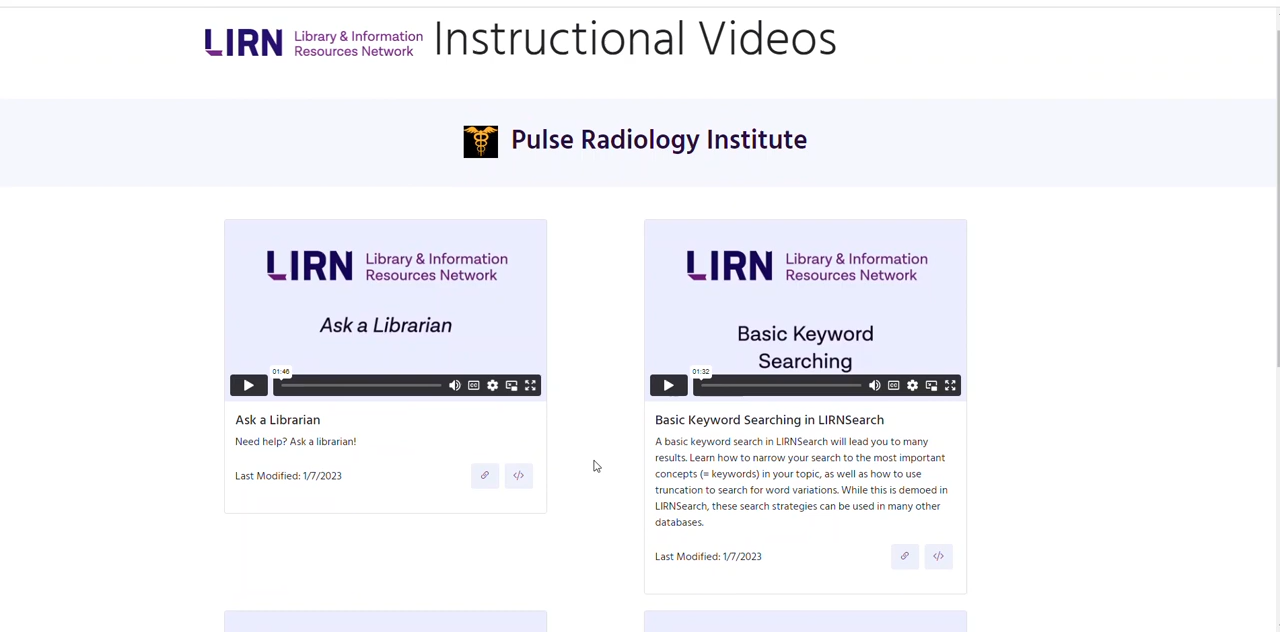 LIRN Library & Information
Resources Network
Instructional Videos
Pulse Radiology Institute
LIRN Library & Information
Resources Network
Ask a Librarian
01:46
CC
Ask a Librarian
Need help? Ask a librarian!
Last Modified: 1/7/2023
</>
LIRN Library & Information
Resources Network
Basic Keyword
Searching
01:32
CC
Basic Keyword Searching in LIRNSearch
A basic keyword search in LIRNSearch will lead you to many
results. Learn how to narrow your search to the most important
concepts (= keywords) in your topic, as well as how to use
truncation to search for word variations. While this is demoed in
LIRNSearch, these search strategies can be used in many other
databases.
Last Modified: 1/7/2023
</>